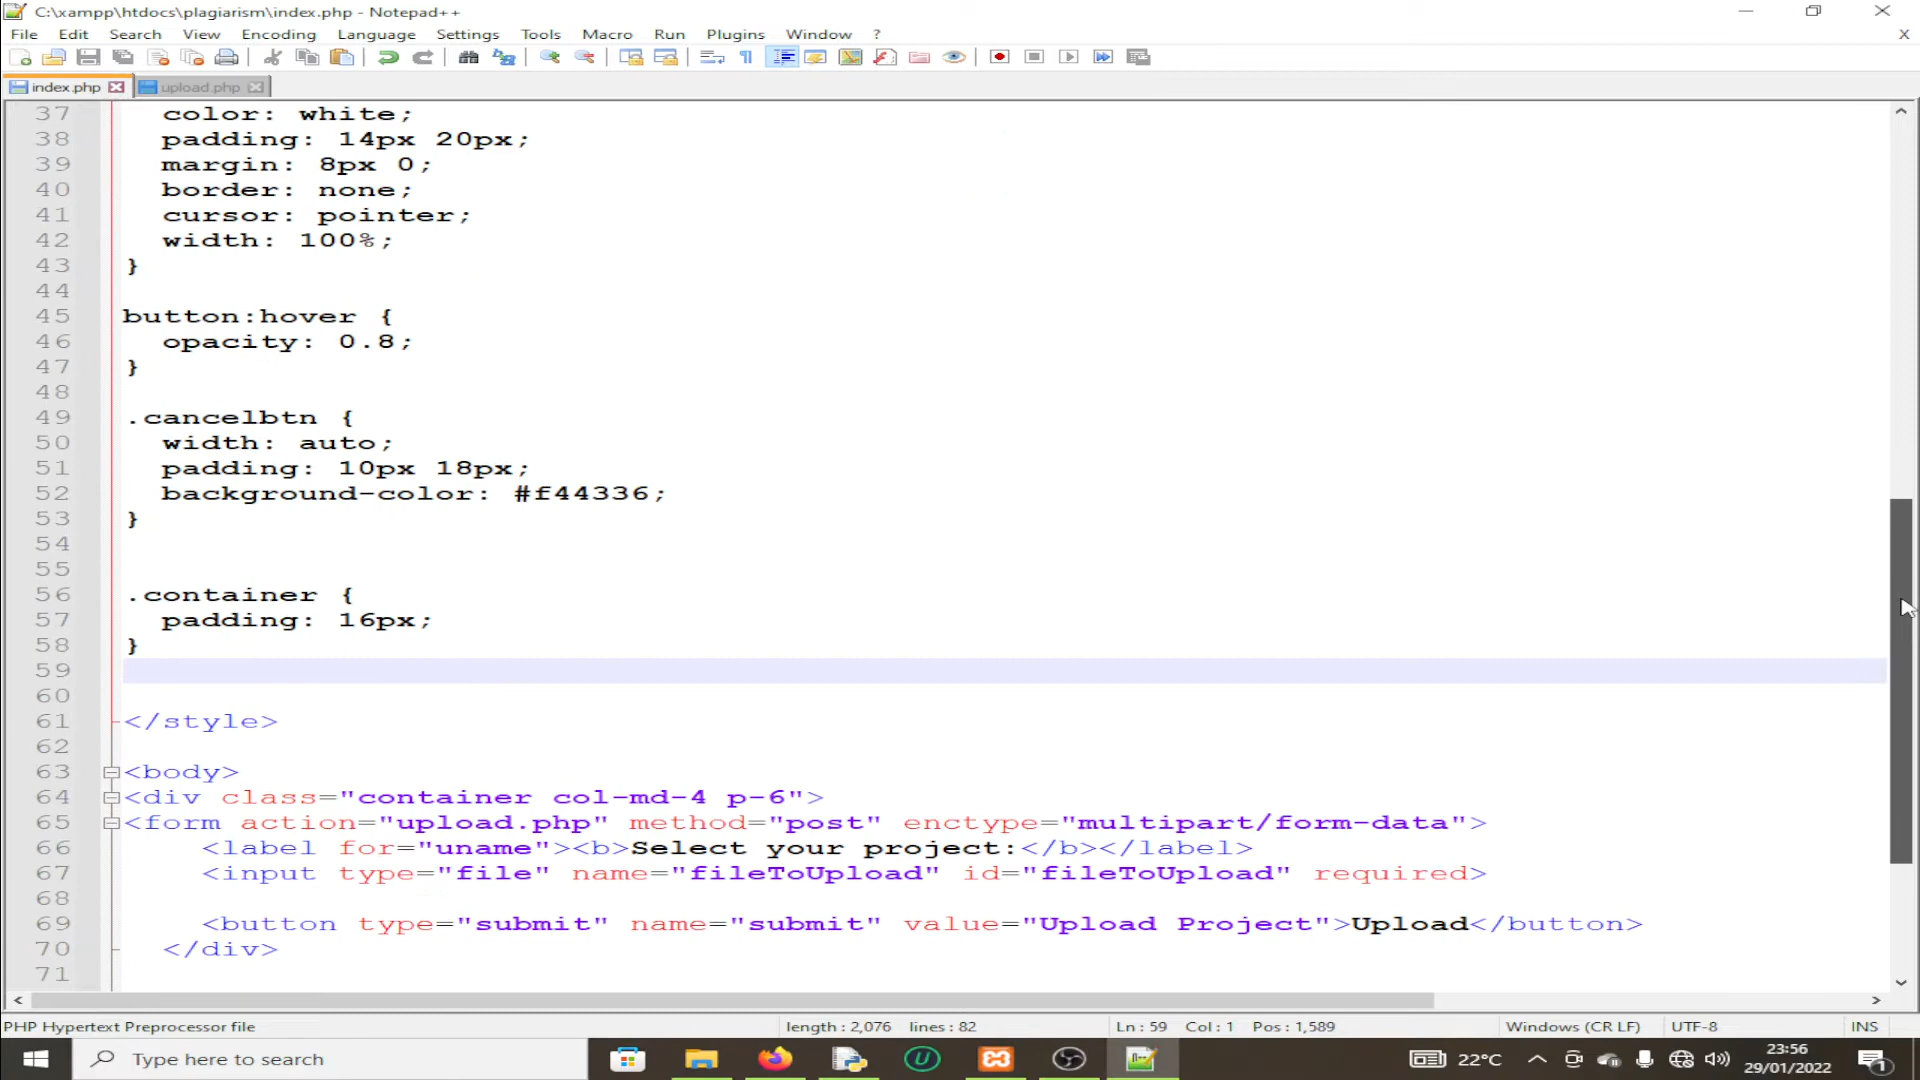 C:\xampp\htdocs\plagiarism\index.php - Notepad++
File Edit Search View Encoding Language Settings Tools Macro Run Plugins Window ? X
index.php upload.php
37 color: white;
38 padding: 14px 20px;
39 margin: 8px 0;
40 border: none;
41 cursor: pointer;
42 width: 100%;
43 }
44
45 button:hover {
46 opacity: 0.8;
47 }
48
49 .cancelbtn {
50 width: auto;
51 padding: 10px 18px;
52 background-color: #f44336;
53 }
54
55
56 .container {
57 padding: 16px;
58 }
59
60
61 </style>
62
63 <body>
64 <div class="container col-md-4 p-6">
65 <form action="upload.php" method="post" enctype="multipart/form-data">
66 <label for="uname"><b>Select your project:</b></label>
67 <input type="file" name="fileToUpload" id="fileToUpload" required>
68
69 <button type="submit" name="submit" value="Upload Project">Upload</button>
70 </div>
71
PHP Hypertext Preprocessor file length : 2,076 lines : 82 Ln : 59 Col : 1 Pos : 1,589 Windows (CR LF) UTF-8 INS
Type here to search 22°C 23:56
29/01/2022